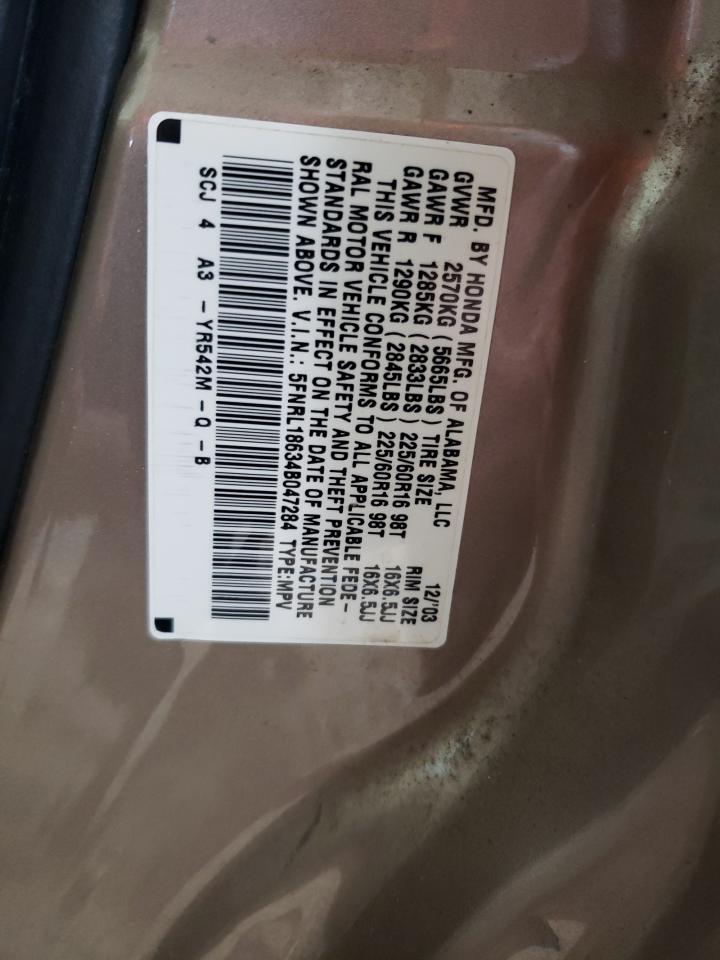 MFD. BY HONDA MFG. OF ALABAMA, LLC 12/'03
GVWR 2570KG ( 5665LBS ) TIRE SIZE RIM SIZE
GAWR F 1285KG ( 2833LBS ) 225/60R16 98T 16X6.5JJ
GAWR R 1290KG ( 2845LBS ) 225/60R16 98T 16X6.5JJ
THIS VEHICLE CONFORMS TO ALL APPLICABLE FEDE-
RAL MOTOR VEHICLE SAFETY AND THEFT PREVENTION
STANDARDS IN EFFECT ON THE DATE OF MANUFACTURE
SHOWN ABOVE. V.I.N.: 5FNRL18634B047284 TYPE:MPV
SCJ 4 A3 - YR542M - Q - B